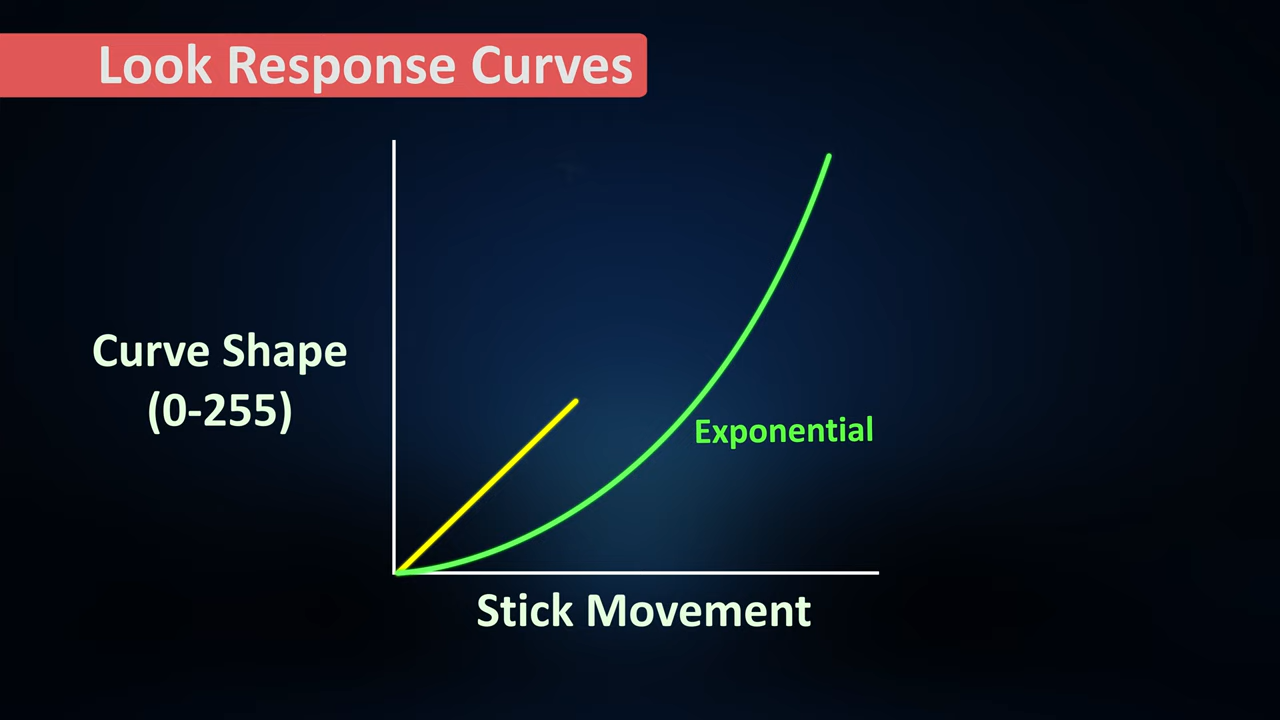 Look Response Curves
Curve Shape
(0-255)
Exponential
Stick Movement